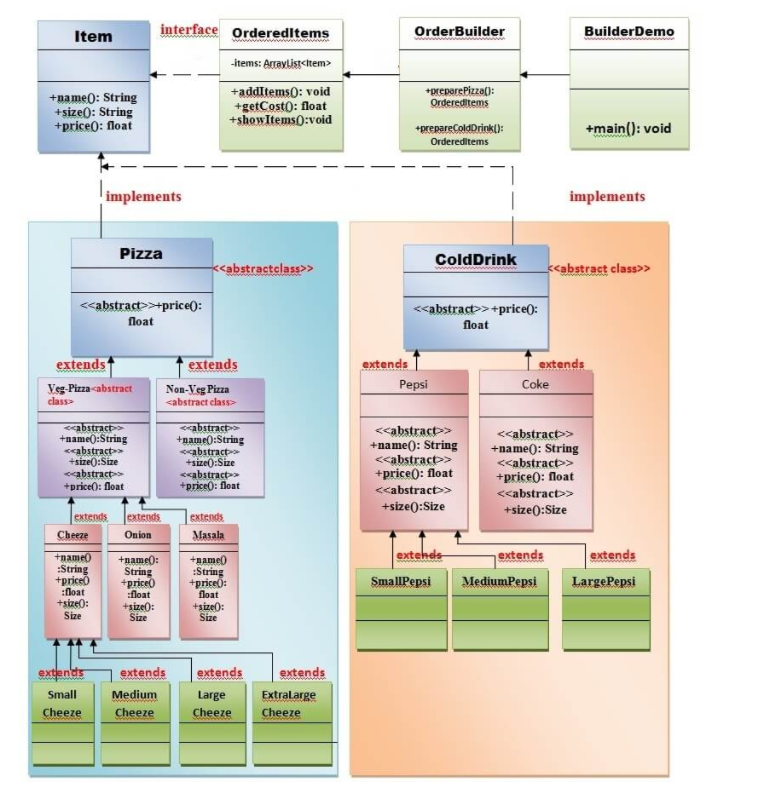 Item
+name(): String
+size(): String
+price(): float
interface
OrderedItems
-items: ArrayList<Item>
+addItems(): void
+getCost(): float
+showItems():void
OrderBuilder
+preparePizza():
OrderedItems
+prepareColdDrink():
OrderedItems
BuilderDemo
+main(): void
implements
implements
Pizza
<<abstractclass>>
<<abstract>>+price():
float
extends
extends
Veg-Pizza<abstract
class>
<<abstract>>
+name():String
<<abstract>>
+size():Size
<<abstract>>
+price(): float
Non-Veg Pizza
<abstract class>
<<abstract>>
+name():String
<<abstract>>
+size():Size
<<abstract>>
+price(): float
extends
extends
extends
Cheeze
+name()
:String
+price()
:float
+size():
Size
Onion
+name():
String
+price()
:float
+size():
Size
Masala
+name()
:String
+price():
float
+size():
Size
extends
extends
extends
extends
Small
Cheeze
Medium
Cheeze
Large
Cheeze
ExtraLarge
Cheeze
ColdDrink
<<abstract class>>
<<abstract>> +price():
float
extends
extends
Pepsi
<<abstract>>
+name(): String
<<abstract>>
+price(): float
<<abstract>>
+size():Size
Coke
<<abstract>>
+name(): String
<<abstract>>
+price(): float
<<abstract>>
+size():Size
extends
extends
extends
SmallPepsi
MediumPepsi
LargePepsi